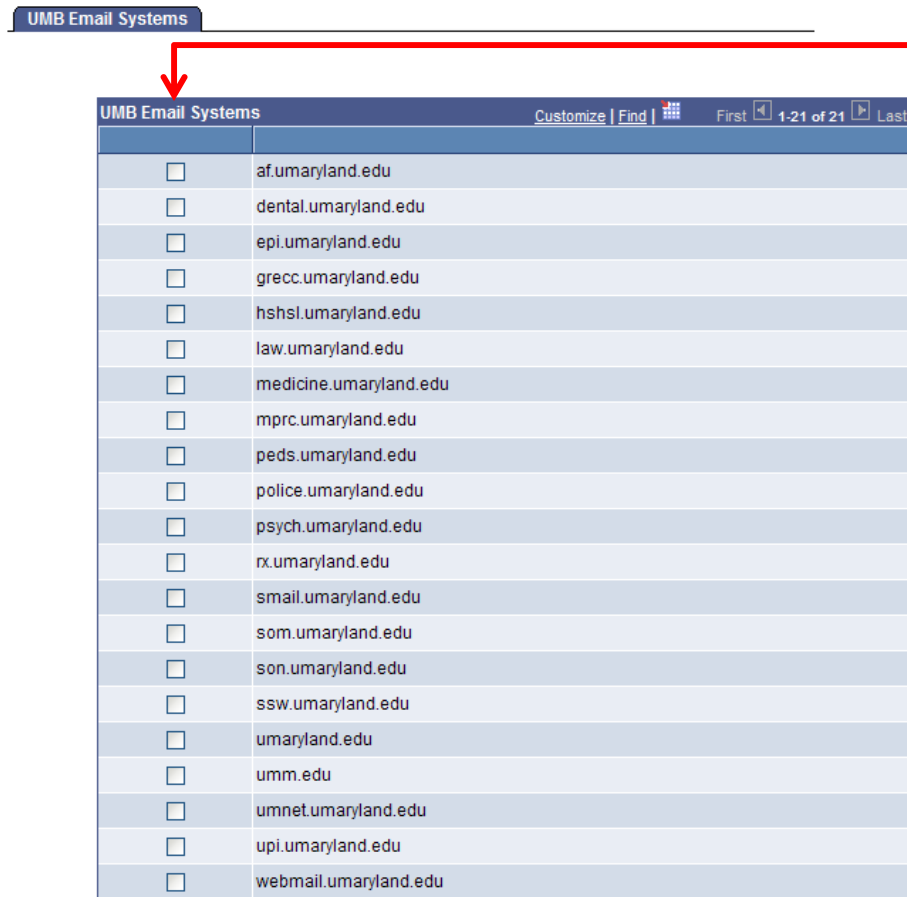 UMB Email Systems
UMB Email Systems Customize | Find | First 1-21 of 21 Last
af.umaryland.edu
dental.umaryland.edu
epi.umaryland.edu
grecc.umaryland.edu
hshsl.umaryland.edu
law.umaryland.edu
medicine.umaryland.edu
mprc.umaryland.edu
peds.umaryland.edu
police.umaryland.edu
psych.umaryland.edu
rx.umaryland.edu
smail.umaryland.edu
som.umaryland.edu
son.umaryland.edu
ssw.umaryland.edu
umaryland.edu
umm.edu
umnet.umaryland.edu
upi.umaryland.edu
webmail.umaryland.edu